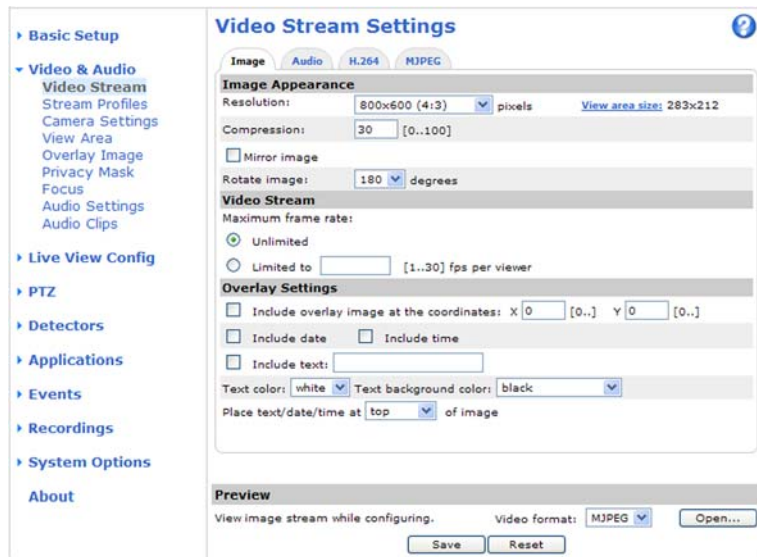 Basic Setup
Video & Audio
Video Stream
Stream Profiles
Camera Settings
View Area
Overlay Image
Privacy Mask
Focus
Audio Settings
Audio Clips
Live View Config
PTZ
Detectors
Applications
Events
Recordings
System Options
About
Video Stream Settings
?
Image Audio H.264 MJPEG
Image Appearance
Resolution: 800x600 (4:3) pixels View area size: 283x212
Compression: 30 [0..100]
Mirror image
Rotate image: 180 degrees
Video Stream
Maximum frame rate:
Unlimited
Limited to [1..30] fps per viewer
Overlay Settings
Include overlay image at the coordinates: X 0 [0..] Y 0 [0..]
Include date Include time
Include text:
Text color: white Text background color: black
Place text/date/time at top of image
Preview
View image stream while configuring. Video format: MJPEG Open...
Save Reset